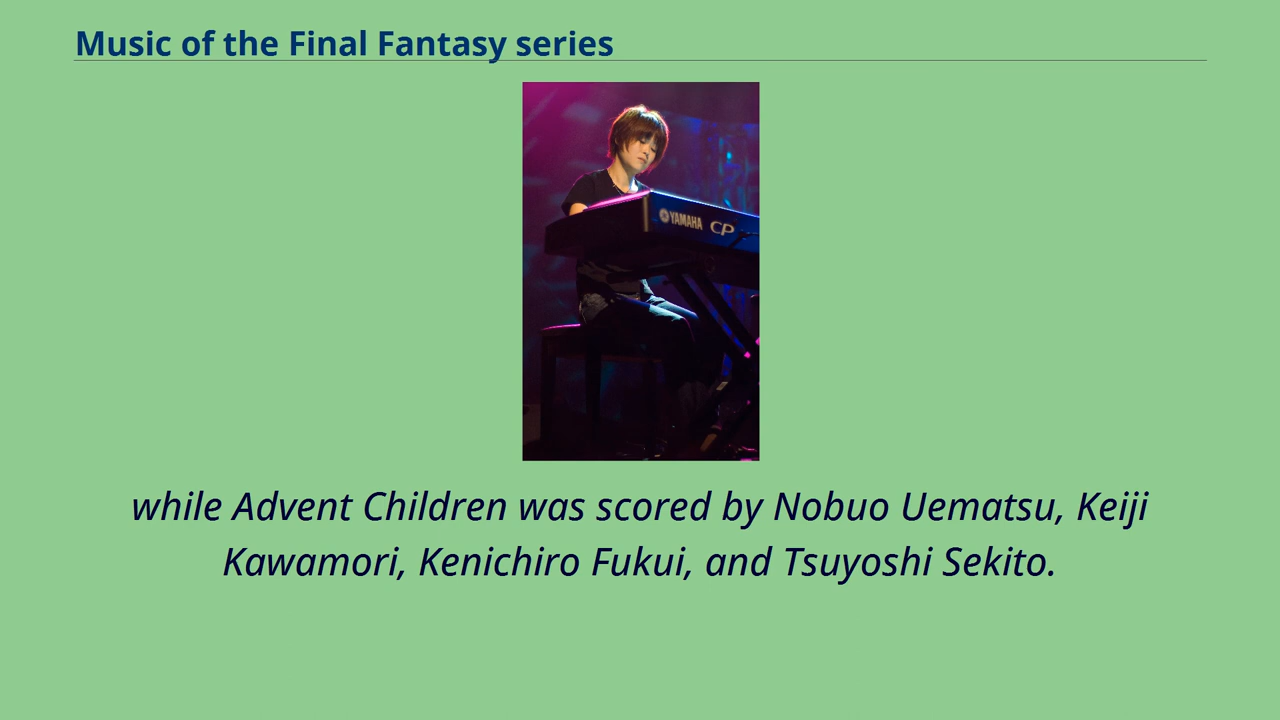 Music of the Final Fantasy series
YAMAHA CP
while Advent Children was scored by Nobuo Uematsu, Keiji
Kawamori, Kenichiro Fukui, and Tsuyoshi Sekito.